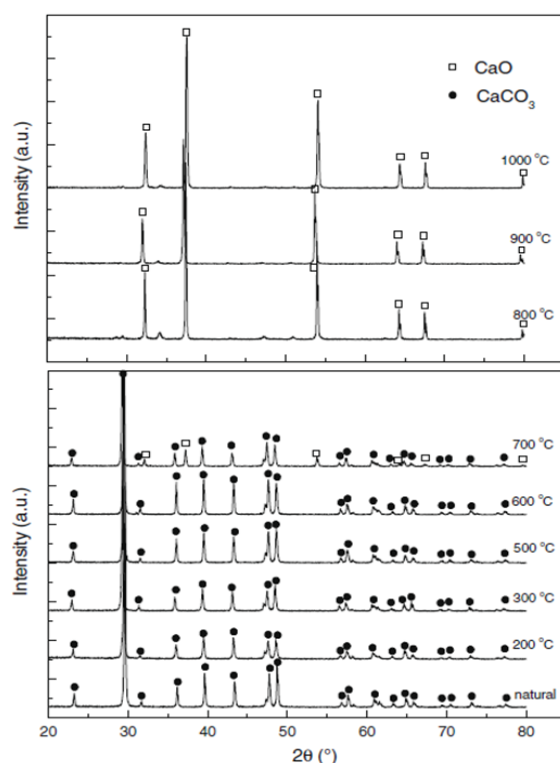 Intensity (a.u.)
□ CaO
● CaCO₃
1000 °C
900 °C
800 °C
Intensity (a.u.)
700 °C
600 °C
500 °C
300 °C
200 °C
natural
20 30 40 50 60 70 80
2θ (°)